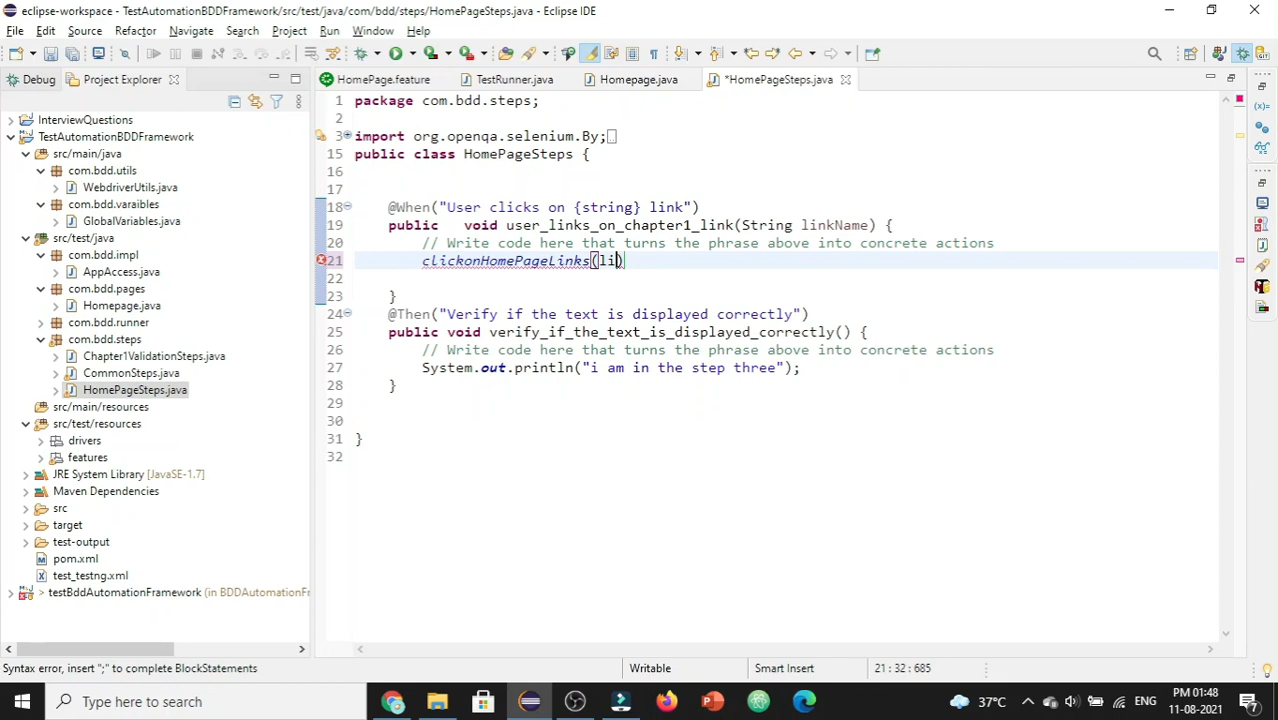 eclipse-workspace - TestAutomationBDDFramework/src/test/java/com/bdd/steps/HomePageSteps.java - Eclipse IDE
File Edit Source Refactor Navigate Search Project Run Window Help
Debug Project Explorer
HomePage.feature TestRunner.java Homepage.java *HomePageSteps.java
InterviewQuestions
TestAutomationBDDFramework
src/main/java
com.bdd.utils
WebdriverUtils.java
com.bdd.varaibles
GlobalVariables.java
src/test/java
com.bdd.impl
AppAccess.java
com.bdd.pages
Homepage.java
com.bdd.runner
com.bdd.steps
Chapter1ValidationSteps.java
CommonSteps.java
HomePageSteps.java
src/main/resources
src/test/resources
drivers
features
JRE System Library [JavaSE-1.7]
Maven Dependencies
src
target
test-output
pom.xml
test_testng.xml
> testBddAutomationFramework (in BDDAutomationFr
1 package com.bdd.steps;
2
3 import org.openqa.selenium.By;
15 public class HomePageSteps {
16
17
18 @When("User clicks on {string} link")
19 public void user_links_on_chapter1_link(String linkName) {
20 // Write code here that turns the phrase above into concrete actions
21 clickonHomePageLinks(li)
22
23 }
24 @Then("Verify if the text is displayed correctly")
25 public void verify_if_the_text_is_displayed_correctly() {
26 // Write code here that turns the phrase above into concrete actions
27 System.out.println("i am in the step three");
28 }
29
30
31 }
32
Syntax error, insert ";" to complete BlockStatements Writable Smart Insert 21 : 32 : 685
Type here to search 37°C ENG PM 01:48
11-08-2021 7